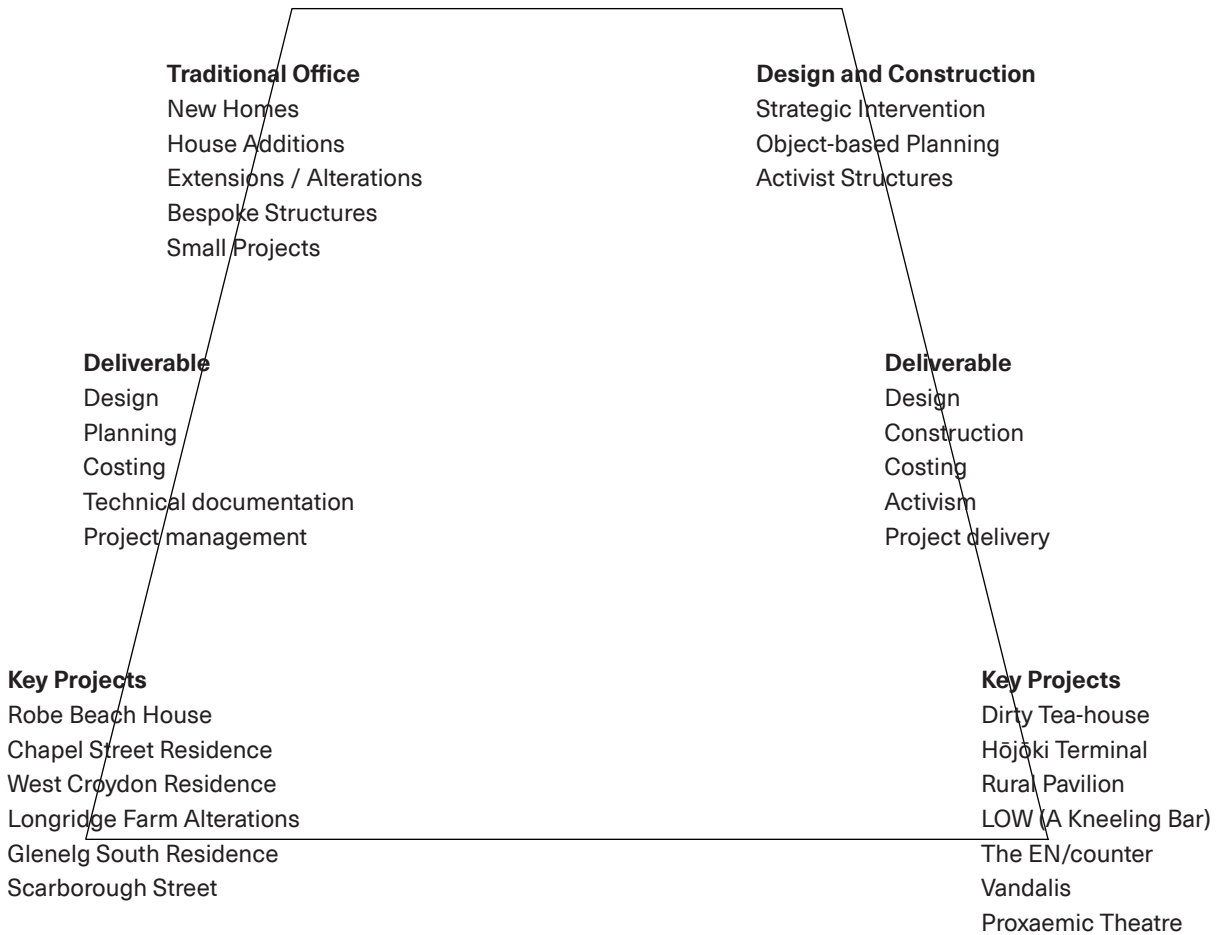 Traditional Office
New Homes
House Additions
Extensions / Alterations
Bespoke Structures
Small Projects
Design and Construction
Strategic Intervention
Object-based Planning
Activist Structures
Deliverable
Design
Planning
Costing
Technical documentation
Project management
Deliverable
Design
Construction
Costing
Activism
Project delivery
Key Projects
Robe Beach House
Chapel Street Residence
West Croydon Residence
Longridge Farm Alterations
Glenelg South Residence
Scarborough Street
Key Projects
Dirty Tea-house
Hōjōki Terminal
Rural Pavilion
LOW (A Kneeling Bar)
The EN/counter
Vandalis
Proxaemic Theatre